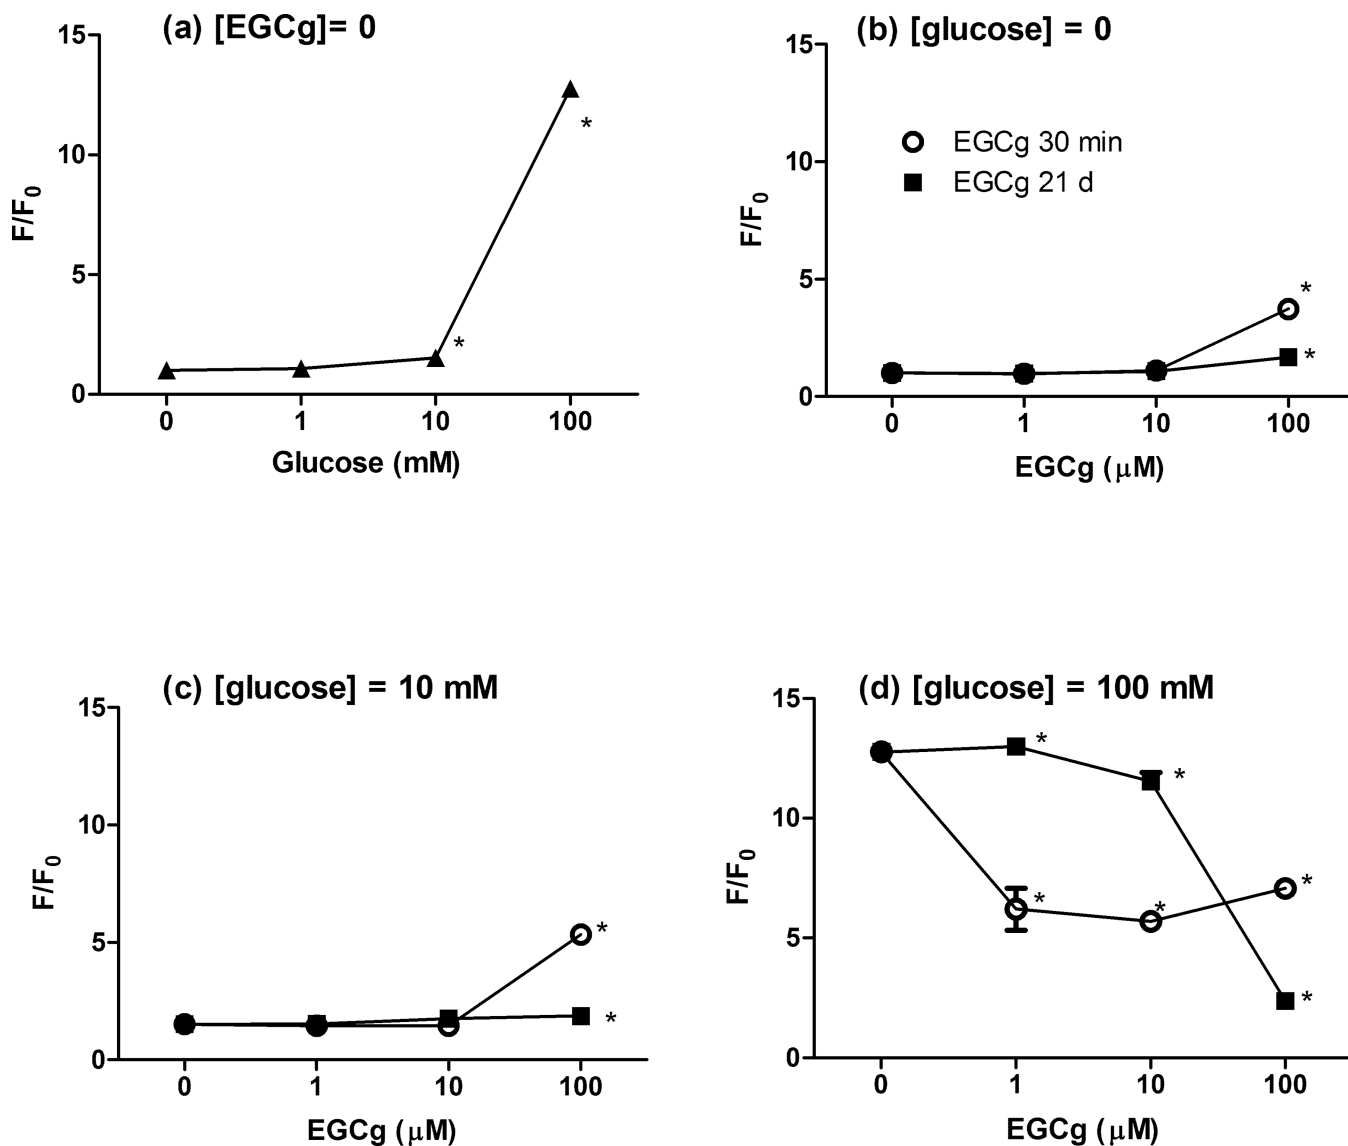 (a) [EGCg]= 0
15
10
5
0
F/F0
*
*
0 1 10 100
Glucose (mM)
(b) [glucose] = 0
15
10
5
0
F/F0
EGCg 30 min
EGCg 21 d
*
*
0 1 10 100
EGCg (μM)
(c) [glucose] = 10 mM
15
10
5
0
F/F0
*
*
0 1 10 100
EGCg (μM)
(d) [glucose] = 100 mM
15
10
5
0
F/F0
*
*
*
*
*
*
0 1 10 100
EGCg (μM)